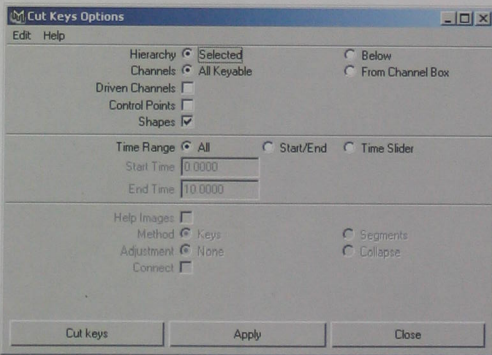 Cut Keys Options
Edit Help
Hierarchy Selected Below
Channels All Keyable From Channel Box
Driven Channels
Control Points
Shapes
Time Range All Start/End Time Slider
Start Time 0.0000
End Time 10.0000
Help Images
Method Keys Segments
Adjustment None Collapse
Connect
Cut keys Apply Close